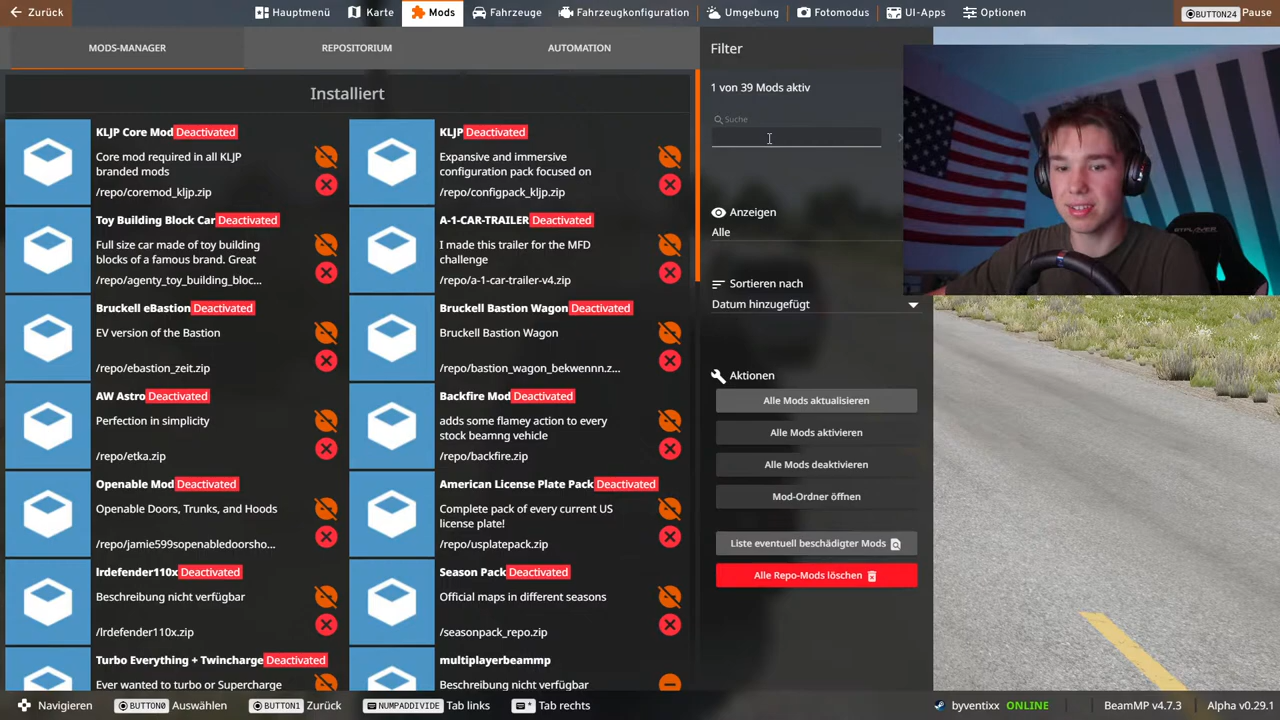 Zurück
Hauptmenü
Karte
Mods
Fahrzeuge
Fahrzeugkonfiguration
Umgebung
Fotomodus
UI-Apps
Optionen
BUTTON24 Pause
MODS-MANAGER
REPOSITORIUM
AUTOMATION
Installiert
KLJP Core Mod Deactivated
Core mod required in all KLJP
branded mods
/repo/coremod_kljp.zip
KLJP Deactivated
Expansive and immersive
configuration pack focused on
/repo/configpack_kljp.zip
Toy Building Block Car Deactivated
Full size car made of toy building
blocks of a famous brand. Great
/repo/agenty_toy_building_bloc...
A-1-CAR-TRAILER Deactivated
I made this trailer for the MFD
challenge
/repo/a-1-car-trailer-v4.zip
Bruckell eBastion Deactivated
EV version of the Bastion
/repo/ebastion_zeit.zip
Bruckell Bastion Wagon Deactivated
Bruckell Bastion Wagon
/repo/bastion_wagon_bekwennn.z...
AW Astro Deactivated
Perfection in simplicity
/repo/etka.zip
Backfire Mod Deactivated
adds some flamey action to every
stock beamng vehicle
/repo/backfire.zip
Openable Mod Deactivated
Openable Doors, Trunks, and Hoods
/repo/jamie599sopenabledoorsho...
American License Plate Pack Deactivated
Complete pack of every current US
license plate!
/repo/usplatepack.zip
lrdefender110x Deactivated
Beschreibung nicht verfügbar
/lrdefender110x.zip
Season Pack Deactivated
Official maps in different seasons
/seasonpack_repo.zip
Turbo Everything + Twincharge Deactivated
Ever wanted to turbo or Supercharge
multiplayerbeammp
Beschreibung nicht verfügbar
Filter
1 von 39 Mods aktiv
Suche
Anzeigen
Alle
Sortieren nach
Datum hinzugefügt
Aktionen
Alle Mods aktualisieren
Alle Mods aktivieren
Alle Mods deaktivieren
Mod-Ordner öffnen
Liste eventuell beschädigter Mods
Alle Repo-Mods löschen
Navigieren
BUTTON0 Auswählen
BUTTON1 Zurück
NUMPADDIVIDE Tab links
* Tab rechts
byventixx ONLINE
BeamMP v4.7.3
Alpha v0.29.1